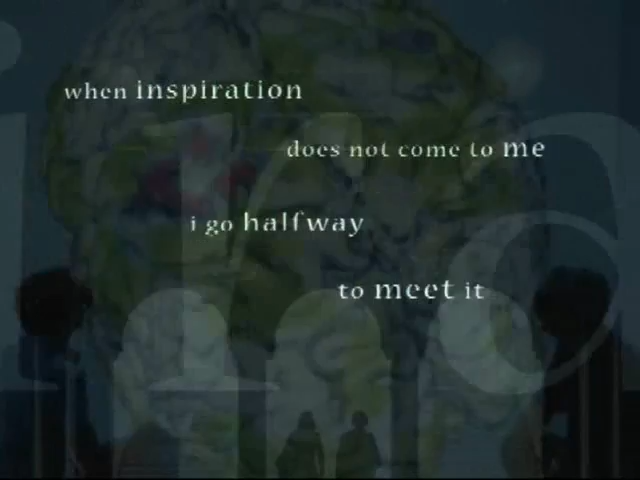 when inspiration
does not come to me
i go halfway
to meet it